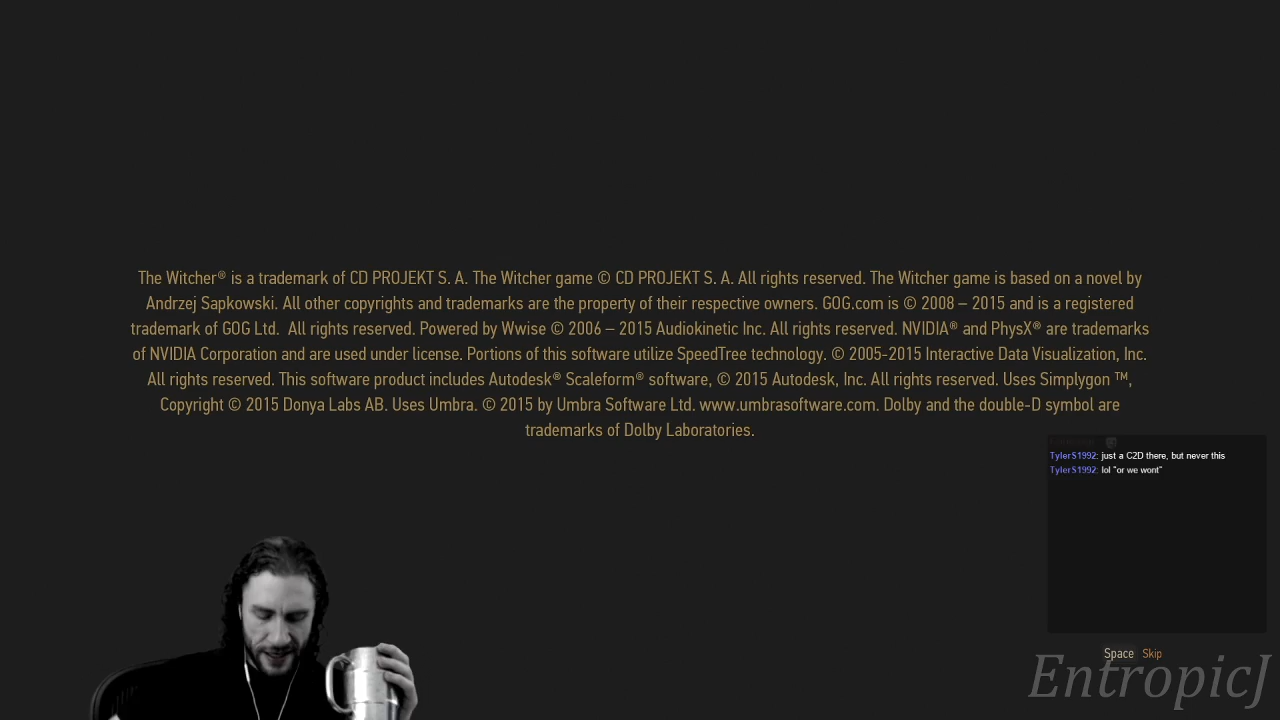 The Witcher® is a trademark of CD PROJEKT S. A. The Witcher game © CD PROJEKT S. A. All rights reserved. The Witcher game is based on a novel by
Andrzej Sapkowski. All other copyrights and trademarks are the property of their respective owners. GOG.com is © 2008 – 2015 and is a registered
trademark of GOG Ltd.  All rights reserved. Powered by Wwise © 2006 – 2015 Audiokinetic Inc. All rights reserved. NVIDIA® and PhysX® are trademarks
of NVIDIA Corporation and are used under license. Portions of this software utilize SpeedTree technology. © 2005-2015 Interactive Data Visualization, Inc.
All rights reserved. This software product includes Autodesk® Scaleform® software, © 2015 Autodesk, Inc. All rights reserved. Uses Simplygon ™,
Copyright © 2015 Donya Labs AB. Uses Umbra. © 2015 by Umbra Software Ltd. www.umbrasoftware.com. Dolby and the double-D symbol are
trademarks of Dolby Laboratories.
TylerS1992: just a C2D there, but never this
TylerS1992: lol "or we wont"
Space Skip
EntropicJ